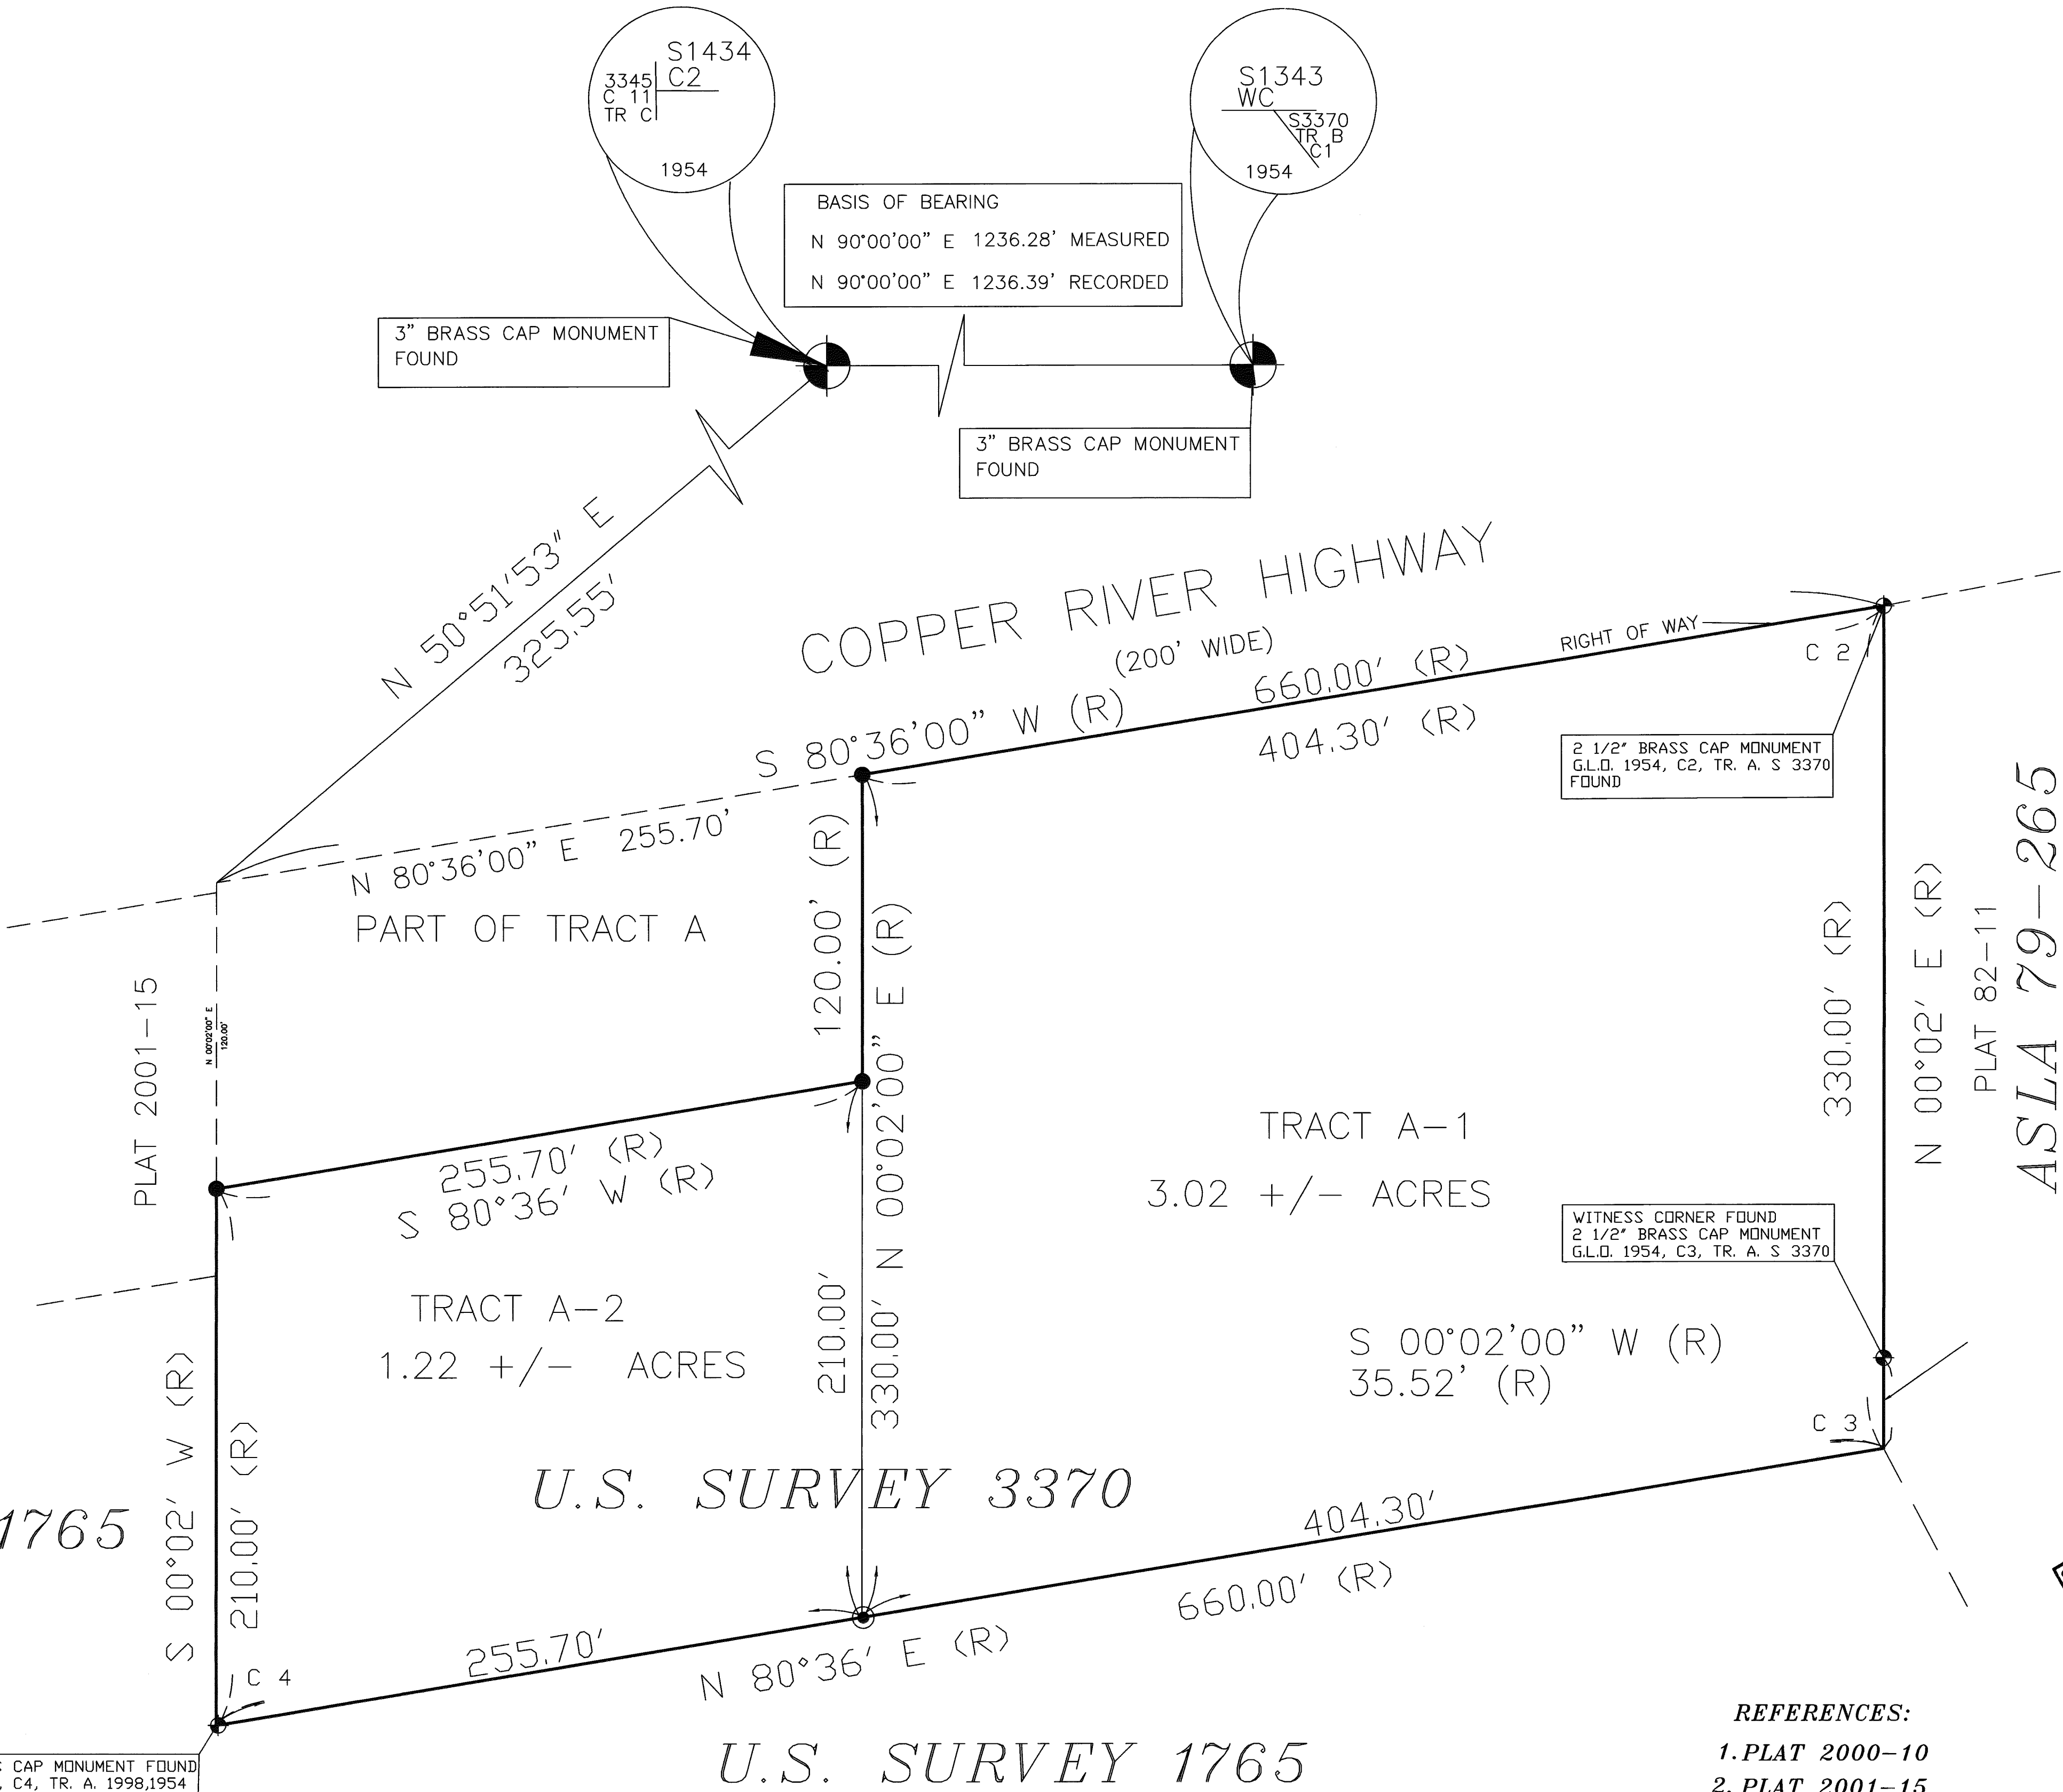 S1434
3345 C2
C 11
TR C
1954
S1343
WC
S3370
TR B
C1
1954
BASIS OF BEARING
N 90°00'00" E 1236.28' MEASURED
N 90°00'00" E 1236.39' RECORDED
3" BRASS CAP MONUMENT
FOUND
3" BRASS CAP MONUMENT
FOUND
N 50°51'53" E
325.55'
COPPER RIVER HIGHWAY
(200' WIDE)
RIGHT OF WAY
S 80°36'00" W (R)
660.00' (R)
404.30' (R)
C 2
2 1/2" BRASS CAP MONUMENT
G.L.O. 1954, C2, TR. A. S 3370
FOUND
N 80°36'00" E 255.70'
PART OF TRACT A
120.00' (R)
N 00°02'00" E (R)
330.00'
210.00'
PLAT 2001-15
N 00°02'00" E
120.00'
330.00' (R)
N 00°02' E (R)
PLAT 82-11
ASLA 79-265
255.70' (R)
S 80°36' W (R)
TRACT A-1
3.02 +/- ACRES
WITNESS CORNER FOUND
2 1/2" BRASS CAP MONUMENT
G.L.O. 1954, C3, TR. A. S 3370
TRACT A-2
1.22 +/- ACRES
S 00°02'00" W (R)
35.52' (R)
C 3
S 00°02' W (R)
210.00' (R)
U.S. SURVEY 3370
1765
404.30'
660.00' (R)
255.70'
N 80°36' E (R)
C 4
CAP MONUMENT FOUND
, C4, TR. A. 1998,1954
U.S. SURVEY 1765
REFERENCES:
1. PLAT 2000-10
2. PLAT 2001-15